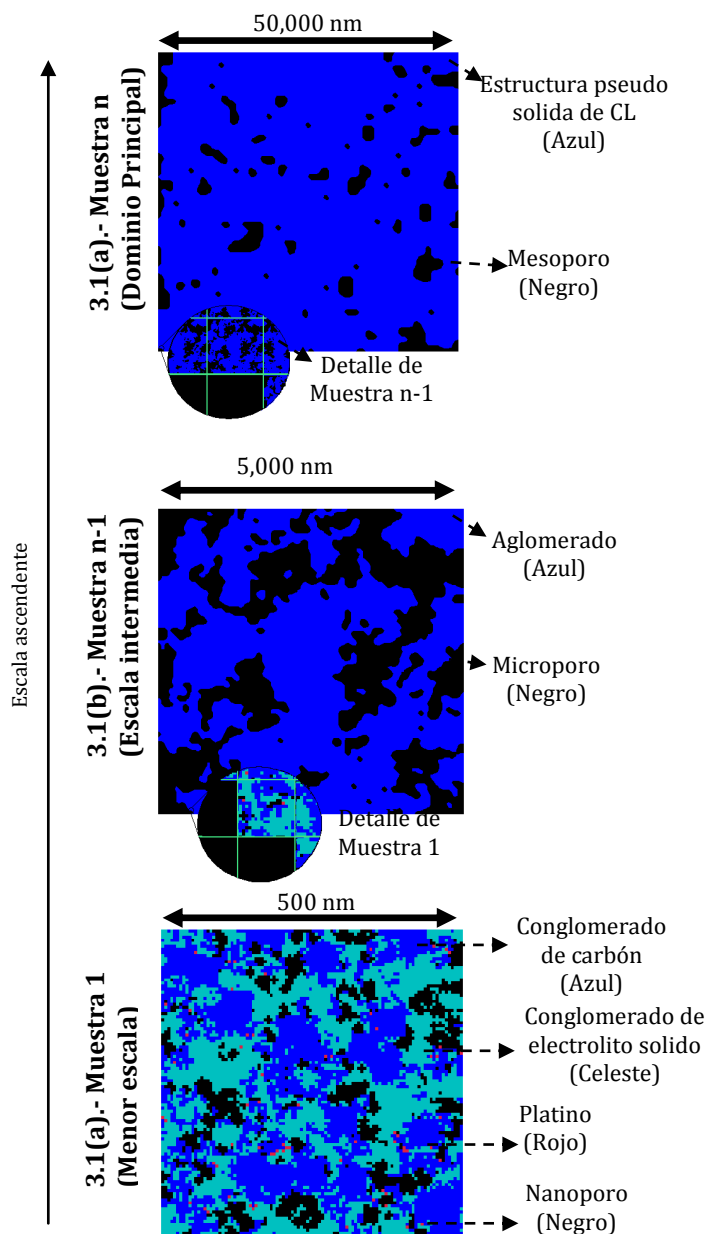 50,000 nm
3.1(a).- Muestra n
(Dominio Principal)
Estructura pseudo
solida de CL
(Azul)
Mesoporo
(Negro)
Detalle de
Muestra n-1
Escala ascendente
5,000 nm
3.1(b).- Muestra n-1
(Escala intermedia)
Aglomerado
(Azul)
Microporo
(Negro)
Detalle de
Muestra 1
500 nm
3.1(a).- Muestra 1
(Menor escala)
Conglomerado
de carbón
(Azul)
Conglomerado de
electrolito solido
(Celeste)
Platino
(Rojo)
Nanoporo
(Negro)